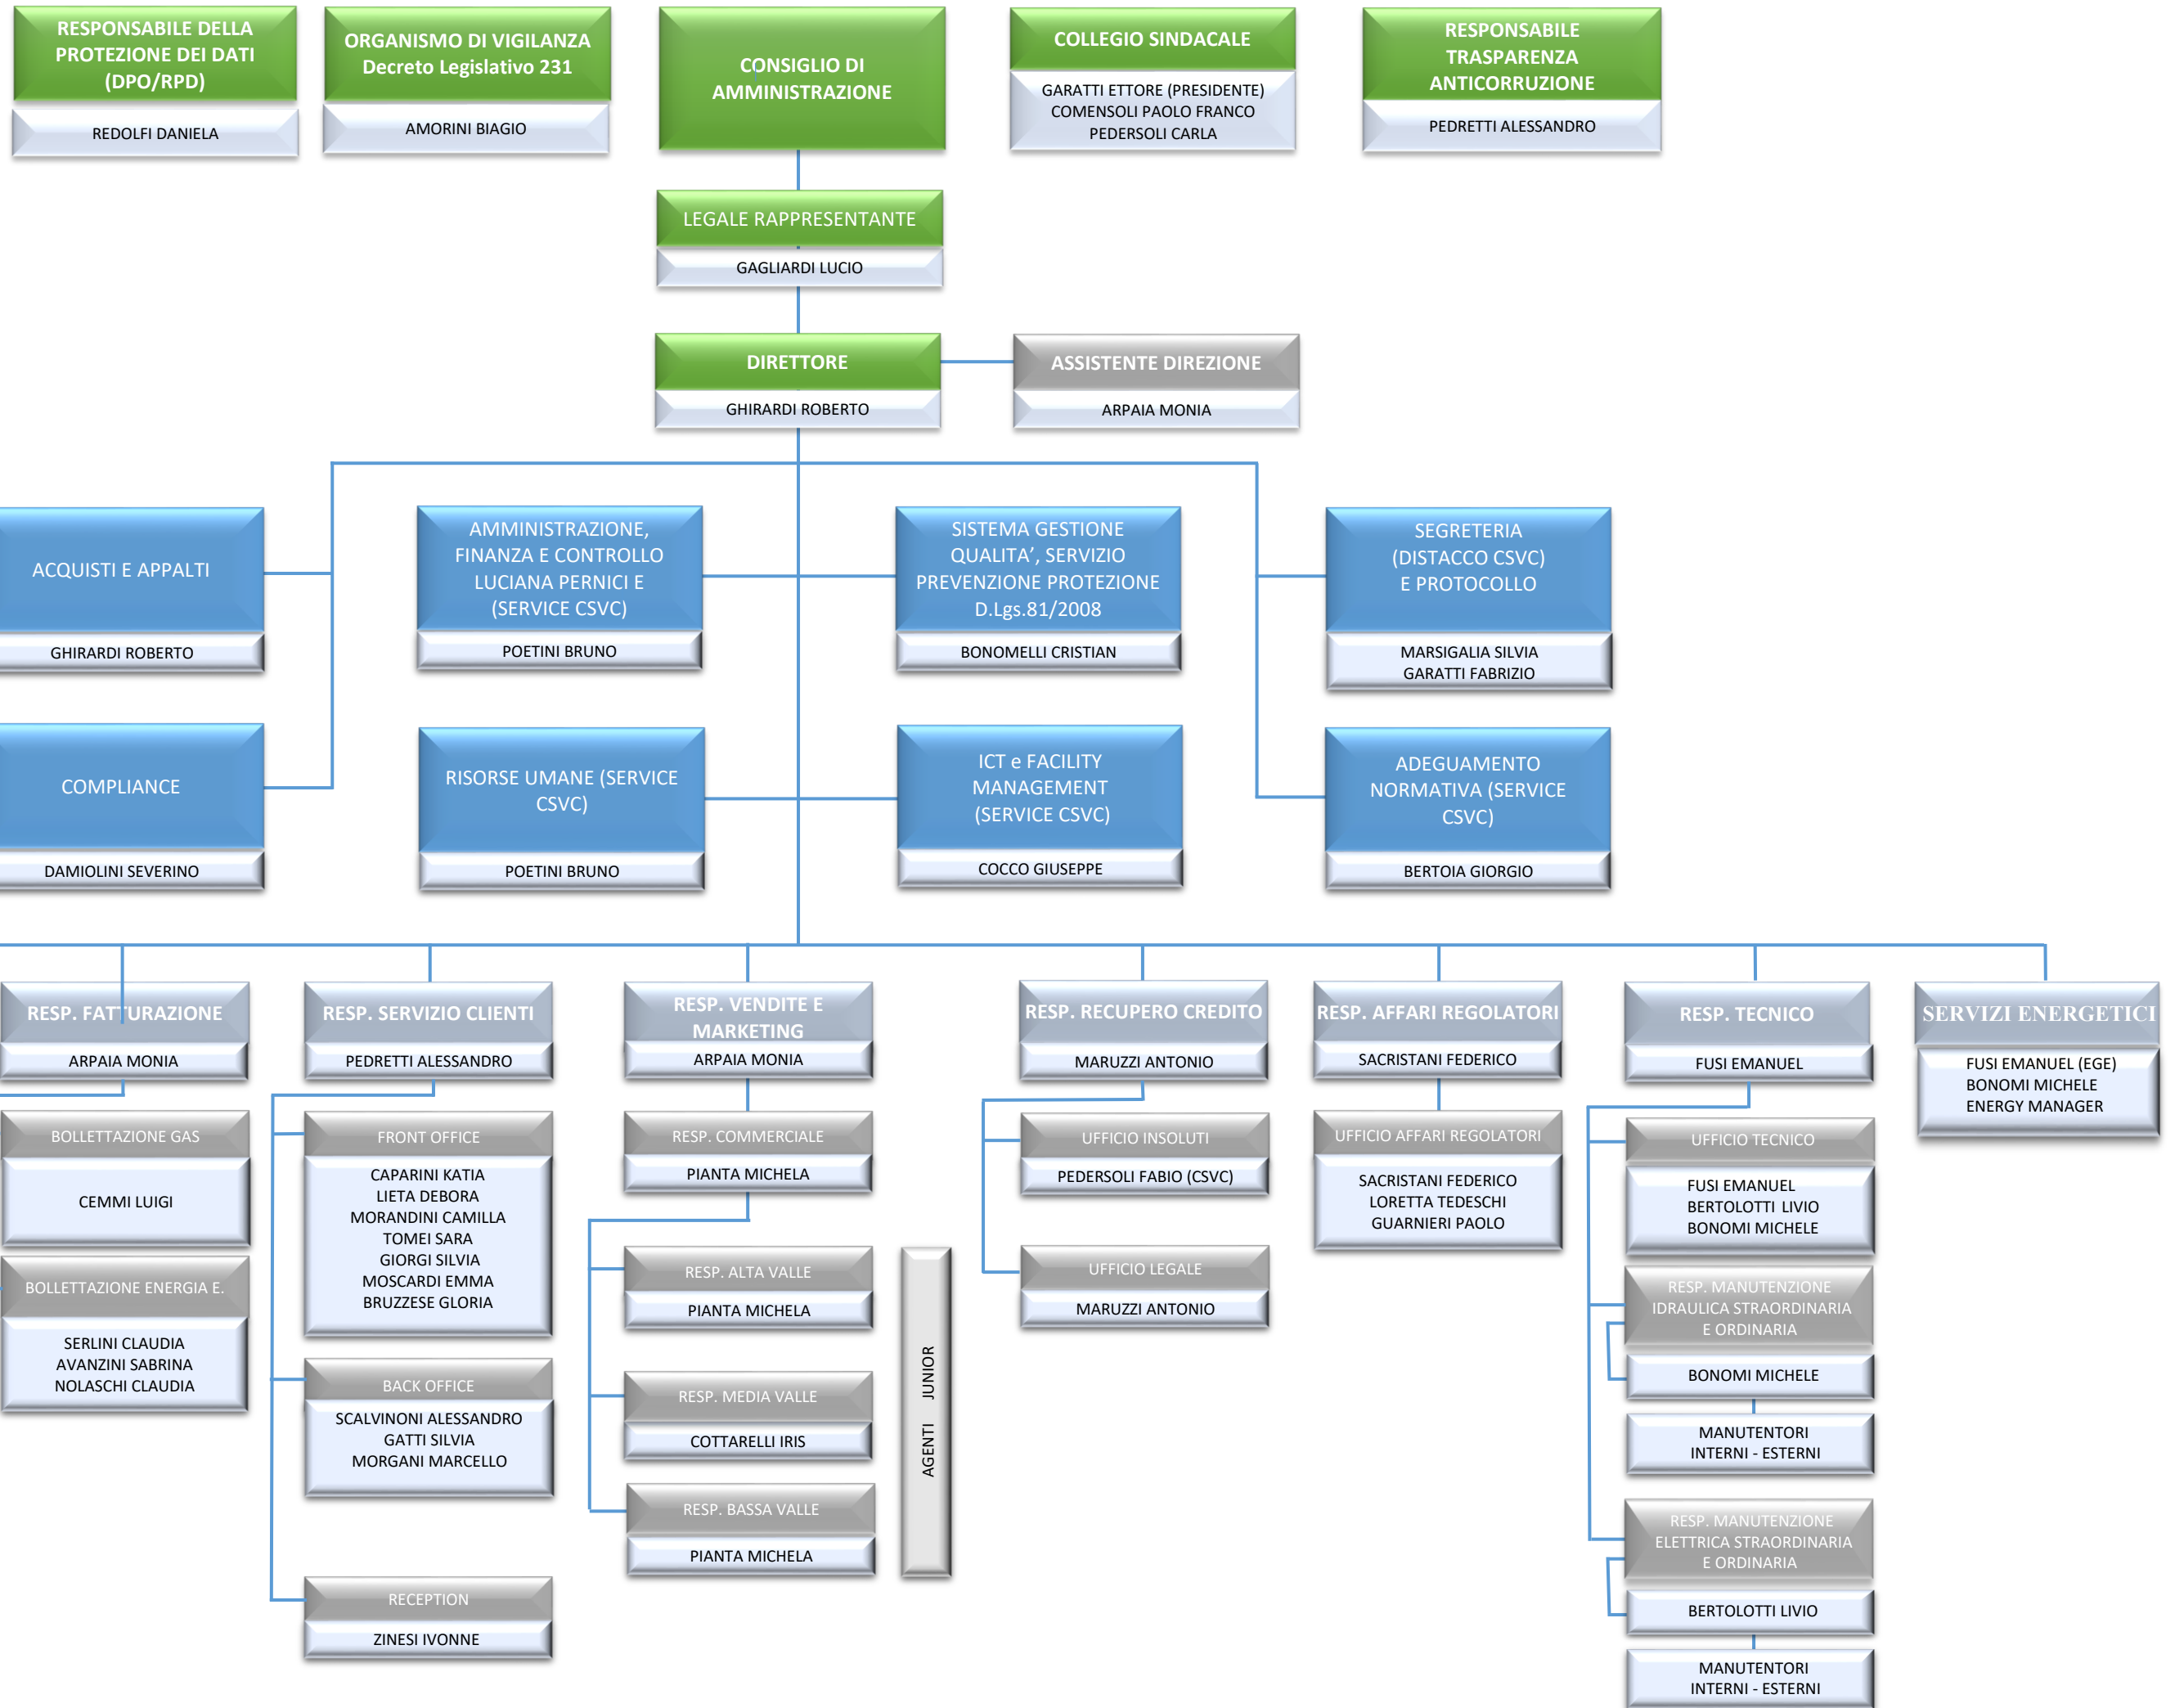 RESPONSABILE DELLA
PROTEZIONE DEI DATI
(DPO/RPD)
REDOLFI DANIELA
ORGANISMO DI VIGILANZA
Decreto Legislativo 231
AMORINI BIAGIO
CONSIGLIO DI
AMMINISTRAZIONE
COLLEGIO SINDACALE
GARATTI ETTORE (PRESIDENTE)
COMENSOLI PAOLO FRANCO
PEDERSOLI CARLA
RESPONSABILE
TRASPARENZA
ANTICORRUZIONE
PEDRETTI ALESSANDRO
LEGALE RAPPRESENTANTE
GAGLIARDI LUCIO
DIRETTORE
GHIRARDI ROBERTO
ASSISTENTE DIREZIONE
ARPAIA MONIA
ACQUISTI E APPALTI
GHIRARDI ROBERTO
AMMINISTRAZIONE,
FINANZA E CONTROLLO
LUCIANA PERNICI E
(SERVICE CSVC)
POETINI BRUNO
SISTEMA GESTIONE
QUALITA’, SERVIZIO
PREVENZIONE PROTEZIONE
D.Lgs.81/2008
BONOMELLI CRISTIAN
SEGRETERIA
(DISTACCO CSVC)
E PROTOCOLLO
MARSIGALIA SILVIA
GARATTI FABRIZIO
COMPLIANCE
DAMIOLINI SEVERINO
RISORSE UMANE (SERVICE
CSVC)
POETINI BRUNO
ICT e FACILITY
MANAGEMENT
(SERVICE CSVC)
COCCO GIUSEPPE
ADEGUAMENTO
NORMATIVA (SERVICE
CSVC)
BERTOIA GIORGIO
RESP. FATTURAZIONE
ARPAIA MONIA
BOLLETTAZIONE GAS
CEMMI LUIGI
BOLLETTAZIONE ENERGIA E.
SERLINI CLAUDIA
AVANZINI SABRINA
NOLASCHI CLAUDIA
RESP. SERVIZIO CLIENTI
PEDRETTI ALESSANDRO
FRONT OFFICE
CAPARINI KATIA
LIETA DEBORA
MORANDINI CAMILLA
TOMEI SARA
GIORGI SILVIA
MOSCARDI EMMA
BRUZZESE GLORIA
BACK OFFICE
SCALVINONI ALESSANDRO
GATTI SILVIA
MORGANI MARCELLO
RECEPTION
ZINESI IVONNE
RESP. VENDITE E
MARKETING
ARPAIA MONIA
RESP. COMMERCIALE
PIANTA MICHELA
RESP. ALTA VALLE
PIANTA MICHELA
RESP. MEDIA VALLE
COTTARELLI IRIS
RESP. BASSA VALLE
PIANTA MICHELA
AGENTI JUNIOR
RESP. RECUPERO CREDITO
MARUZZI ANTONIO
UFFICIO INSOLUTI
PEDERSOLI FABIO (CSVC)
UFFICIO LEGALE
MARUZZI ANTONIO
RESP. AFFARI REGOLATORI
SACRISTANI FEDERICO
UFFICIO AFFARI REGOLATORI
SACRISTANI FEDERICO
LORETTA TEDESCHI
GUARNIERI PAOLO
RESP. TECNICO
FUSI EMANUEL
UFFICIO TECNICO
FUSI EMANUEL
BERTOLOTTI LIVIO
BONOMI MICHELE
RESP. MANUTENZIONE
IDRAULICA STRAORDINARIA
E ORDINARIA
BONOMI MICHELE
MANUTENTORI
INTERNI - ESTERNI
RESP. MANUTENZIONE
ELETTRICA STRAORDINARIA
E ORDINARIA
BERTOLOTTI LIVIO
MANUTENTORI
INTERNI - ESTERNI
SERVIZI ENERGETICI
FUSI EMANUEL (EGE)
BONOMI MICHELE
ENERGY MANAGER